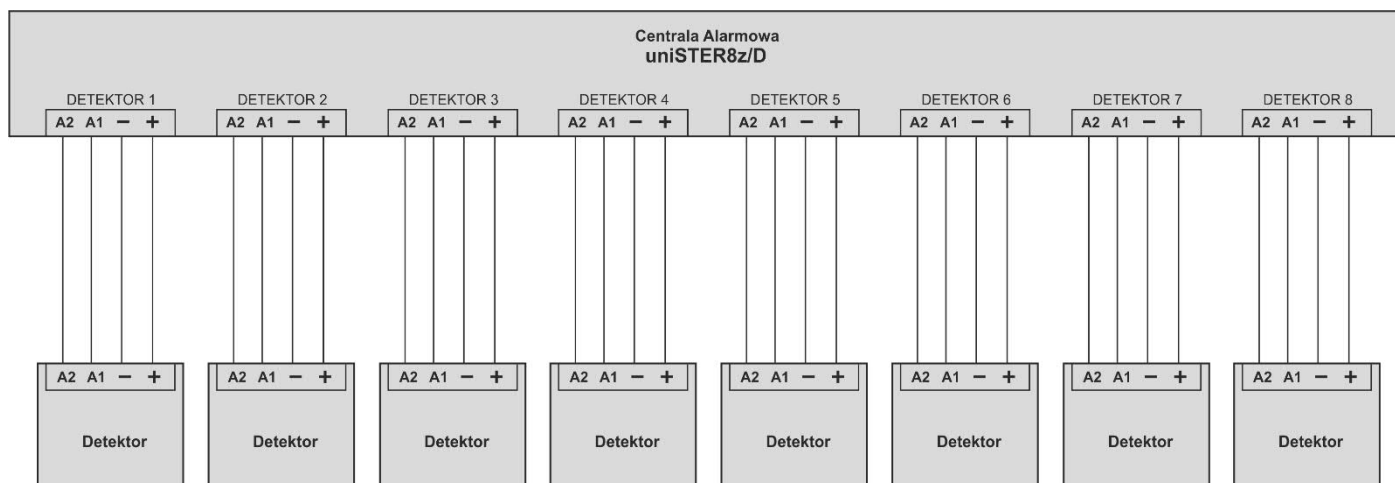 Centrala Alarmowa
uniSTER8z/D
DETEKTOR 1 DETEKTOR 2 DETEKTOR 3 DETEKTOR 4 DETEKTOR 5 DETEKTOR 6 DETEKTOR 7 DETEKTOR 8
A2 A1 − + A2 A1 − + A2 A1 − + A2 A1 − + A2 A1 − + A2 A1 − + A2 A1 − + A2 A1 − +
A2 A1 − + A2 A1 − + A2 A1 − + A2 A1 − + A2 A1 − + A2 A1 − + A2 A1 − + A2 A1 − +
Detektor Detektor Detektor Detektor Detektor Detektor Detektor Detektor